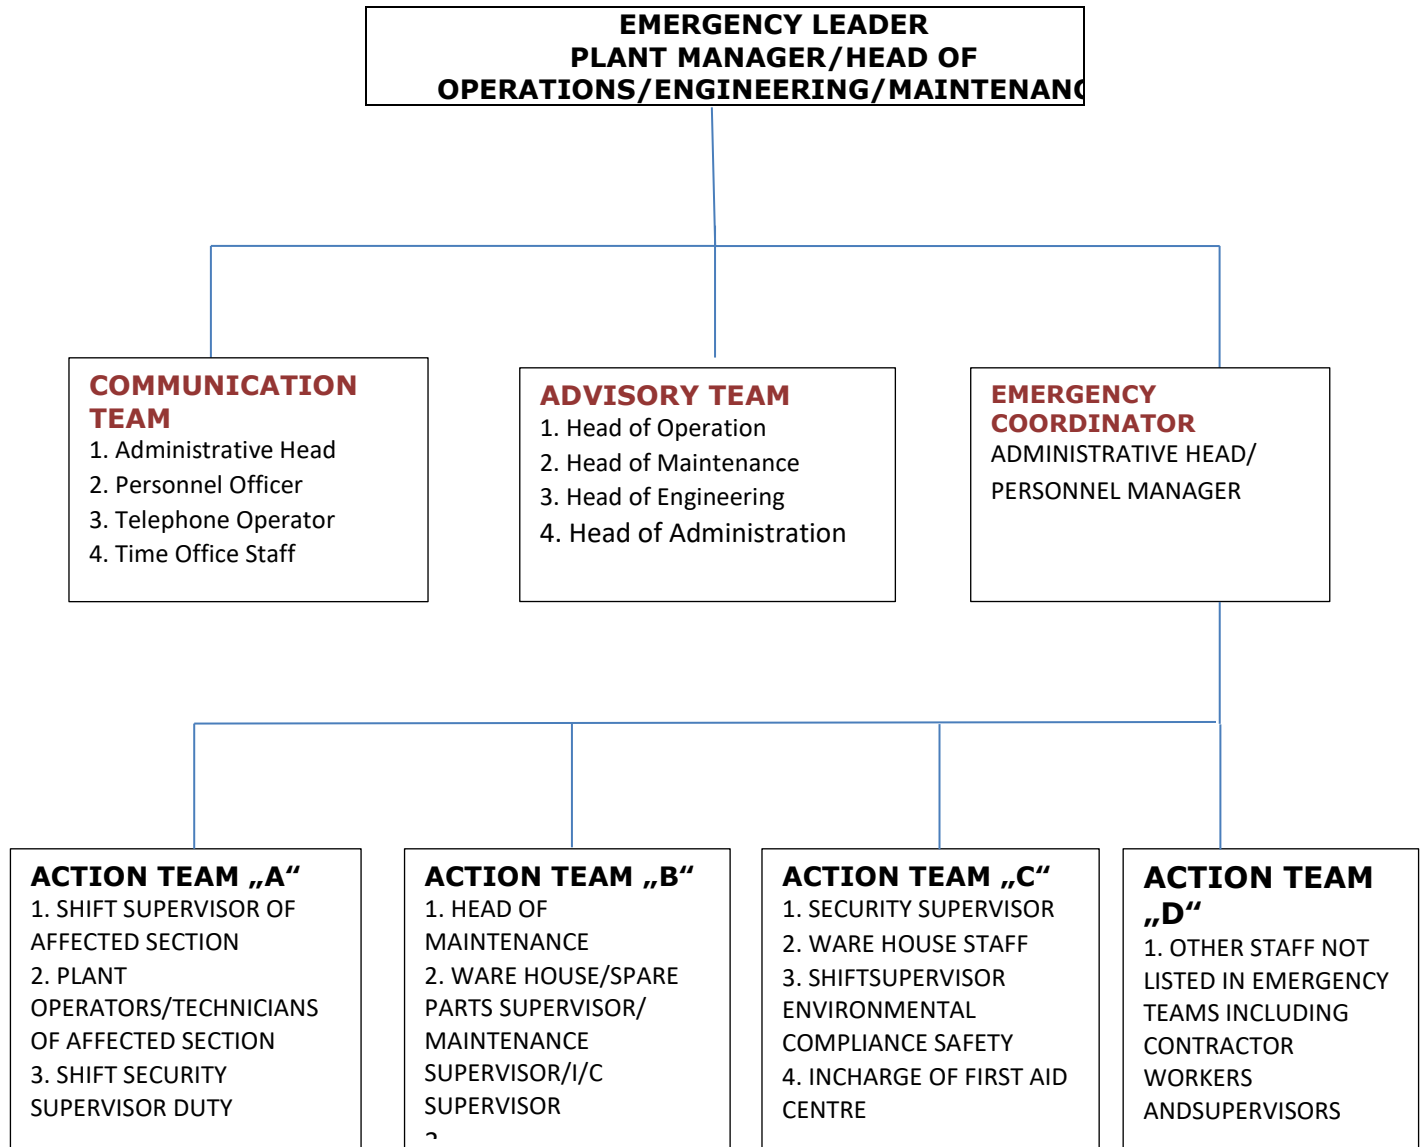 EMERGENCY LEADER
PLANT MANAGER/HEAD OF
OPERATIONS/ENGINEERING/MAINTENANC
COMMUNICATION
TEAM
1. Administrative Head
2. Personnel Officer
3. Telephone Operator
4. Time Office Staff
ADVISORY TEAM
1. Head of Operation
2. Head of Maintenance
3. Head of Engineering
4. Head of Administration
EMERGENCY
COORDINATOR
ADMINISTRATIVE HEAD/
PERSONNEL MANAGER
ACTION TEAM „A“
1. SHIFT SUPERVISOR OF
AFFECTED SECTION
2. PLANT
OPERATORS/TECHNICIANS
OF AFFECTED SECTION
3. SHIFT SECURITY
SUPERVISOR DUTY
ACTION TEAM „B“
1. HEAD OF
MAINTENANCE
2. WARE HOUSE/SPARE
PARTS SUPERVISOR/
MAINTENANCE
SUPERVISOR/I/C
SUPERVISOR
ACTION TEAM „C“
1. SECURITY SUPERVISOR
2. WARE HOUSE STAFF
3. SHIFTSUPERVISOR
ENVIRONMENTAL
COMPLIANCE SAFETY
4. INCHARGE OF FIRST AID
CENTRE
ACTION TEAM
„D“
1. OTHER STAFF NOT
LISTED IN EMERGENCY
TEAMS INCLUDING
CONTRACTOR
WORKERS
ANDSUPERVISORS